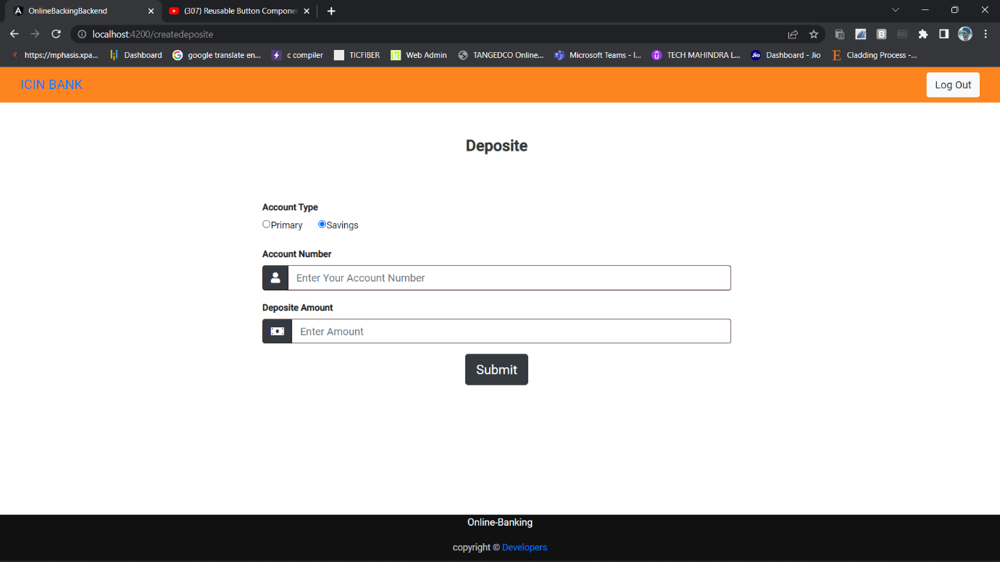 OnlineBackingBackend (307) Reusable Button Compone
localhost:4200/createdeposite
https://mphasis.xpa... Dashboard google translate en... c compiler TICFIBER Web Admin TANGEDCO Online... Microsoft Teams - I... TECH MAHINDRA L... Dashboard - Jio Cladding Process -...
ICIN BANK Log Out
Deposite
Account Type
Primary Savings
Account Number
Enter Your Account Number
Deposite Amount
Enter Amount
Submit
Online-Banking
copyright © Developers